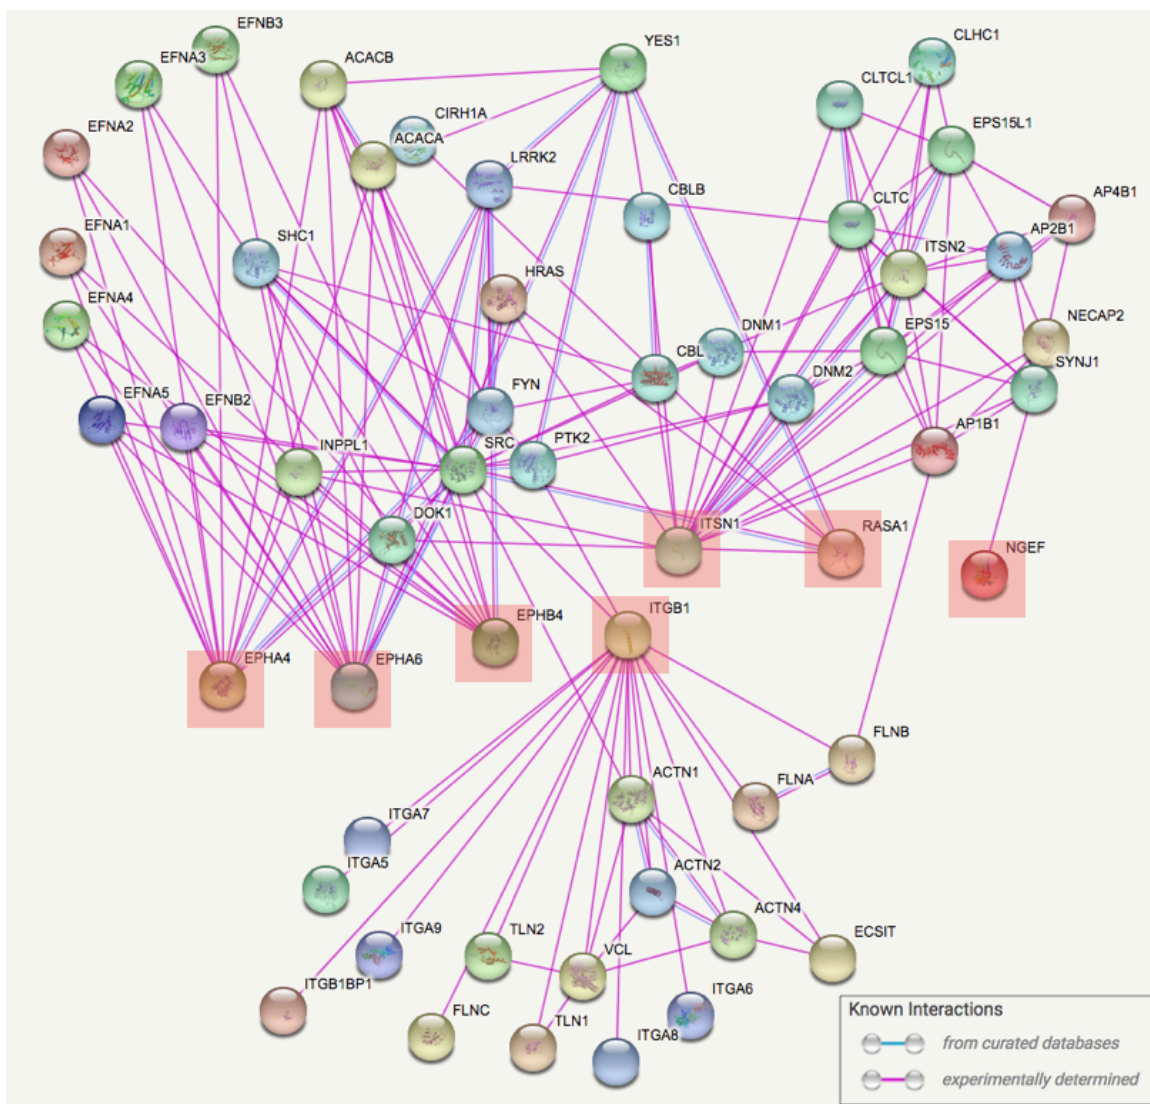 EFNB3
YES1
CLHC1
EFNA3
ACACB
CLTCL1
EFNA2
CIRH1A
EPS15L1
ACACA
LRRK2
CBLB
AP4B1
CLTC
EFNA1
SHC1
AP2B1
ITSN2
HRAS
EFNA4
NECAP2
DNM1
EPS15
CBL
DNM2
SYNJ1
EFNA5
EFNB2
FYN
AP1B1
INPPL1
SRC
PTK2
DOK1
ITSN1
RASA1
NGEF
ITGB1
EPHB4
EPHA4
EPHA6
FLNB
ACTN1
FLNA
ITGA7
ITGA5
ACTN2
ACTN4
ITGA9
TLN2
VCL
ECSIT
ITGB1BP1
ITGA6
FLNC
TLN1
ITGA8
Known Interactions
from curated databases
experimentally determined